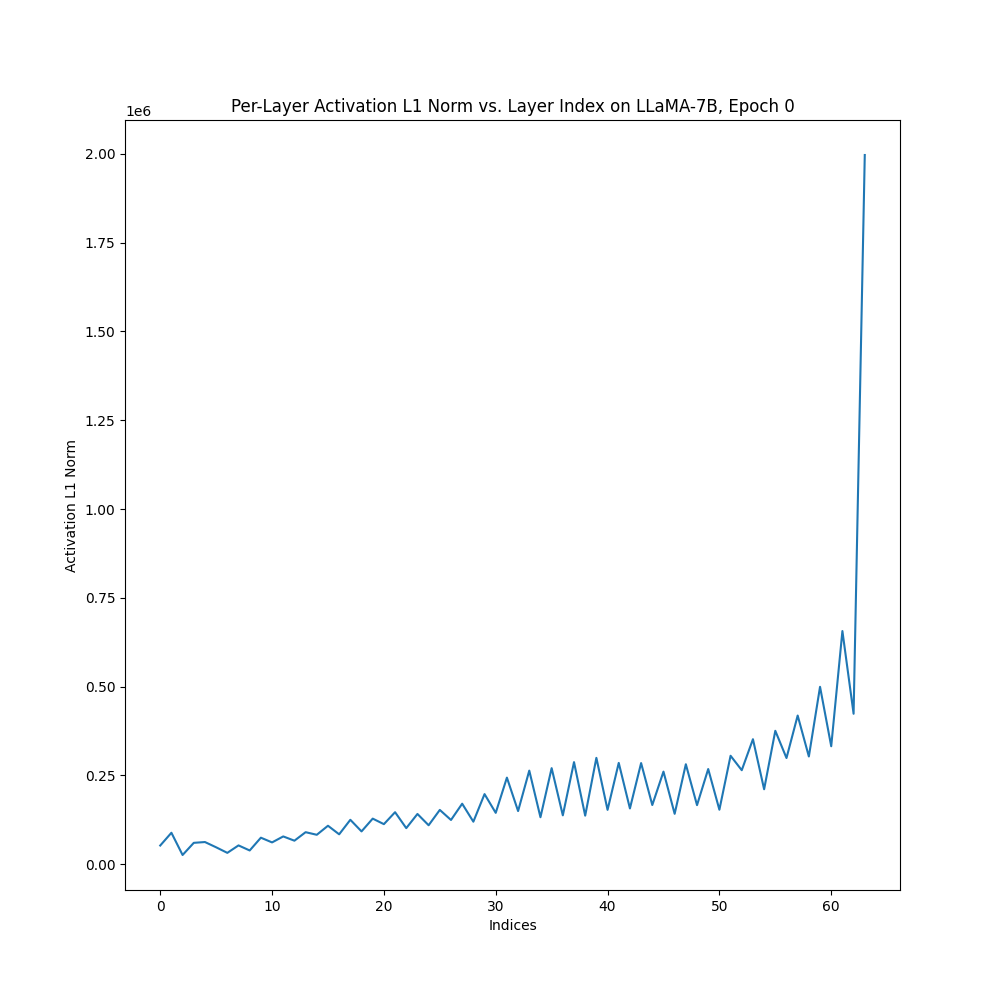 Per-Layer Activation L1 Norm vs. Layer Index on LLaMA-7B, Epoch 0
1e6
2.00
1.75
1.50
1.25
1.00
0.75
0.50
0.25
0.00
Activation L1 Norm
0 10 20 30 40 50 60
Indices